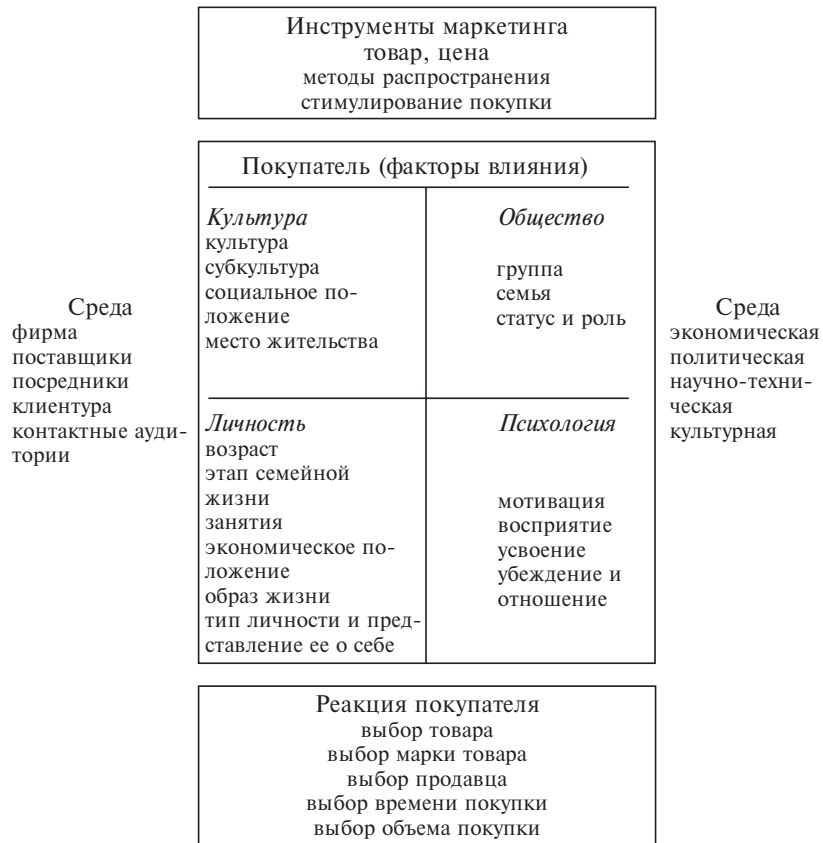 Инструменты маркетинга
товар, цена
методы распространения
стимулирование покупки
Покупатель (факторы влияния)
Культура
культура
субкультура
социальное по-
ложение
место жительства
Общество
группа
семья
статус и роль
Среда
фирма
поставщики
посредники
клиентура
контактные ауди-
тории
Среда
экономическая
политическая
научно-техни-
ческая
культурная
Личность
возраст
этап семейной
жизни
занятия
экономическое по-
ложение
образ жизни
тип личности и пред-
ставление ее о себе
Психология
мотивация
восприятие
усвоение
убеждение и
отношение
Реакция покупателя
выбор товара
выбор марки товара
выбор продавца
выбор времени покупки
выбор объема покупки